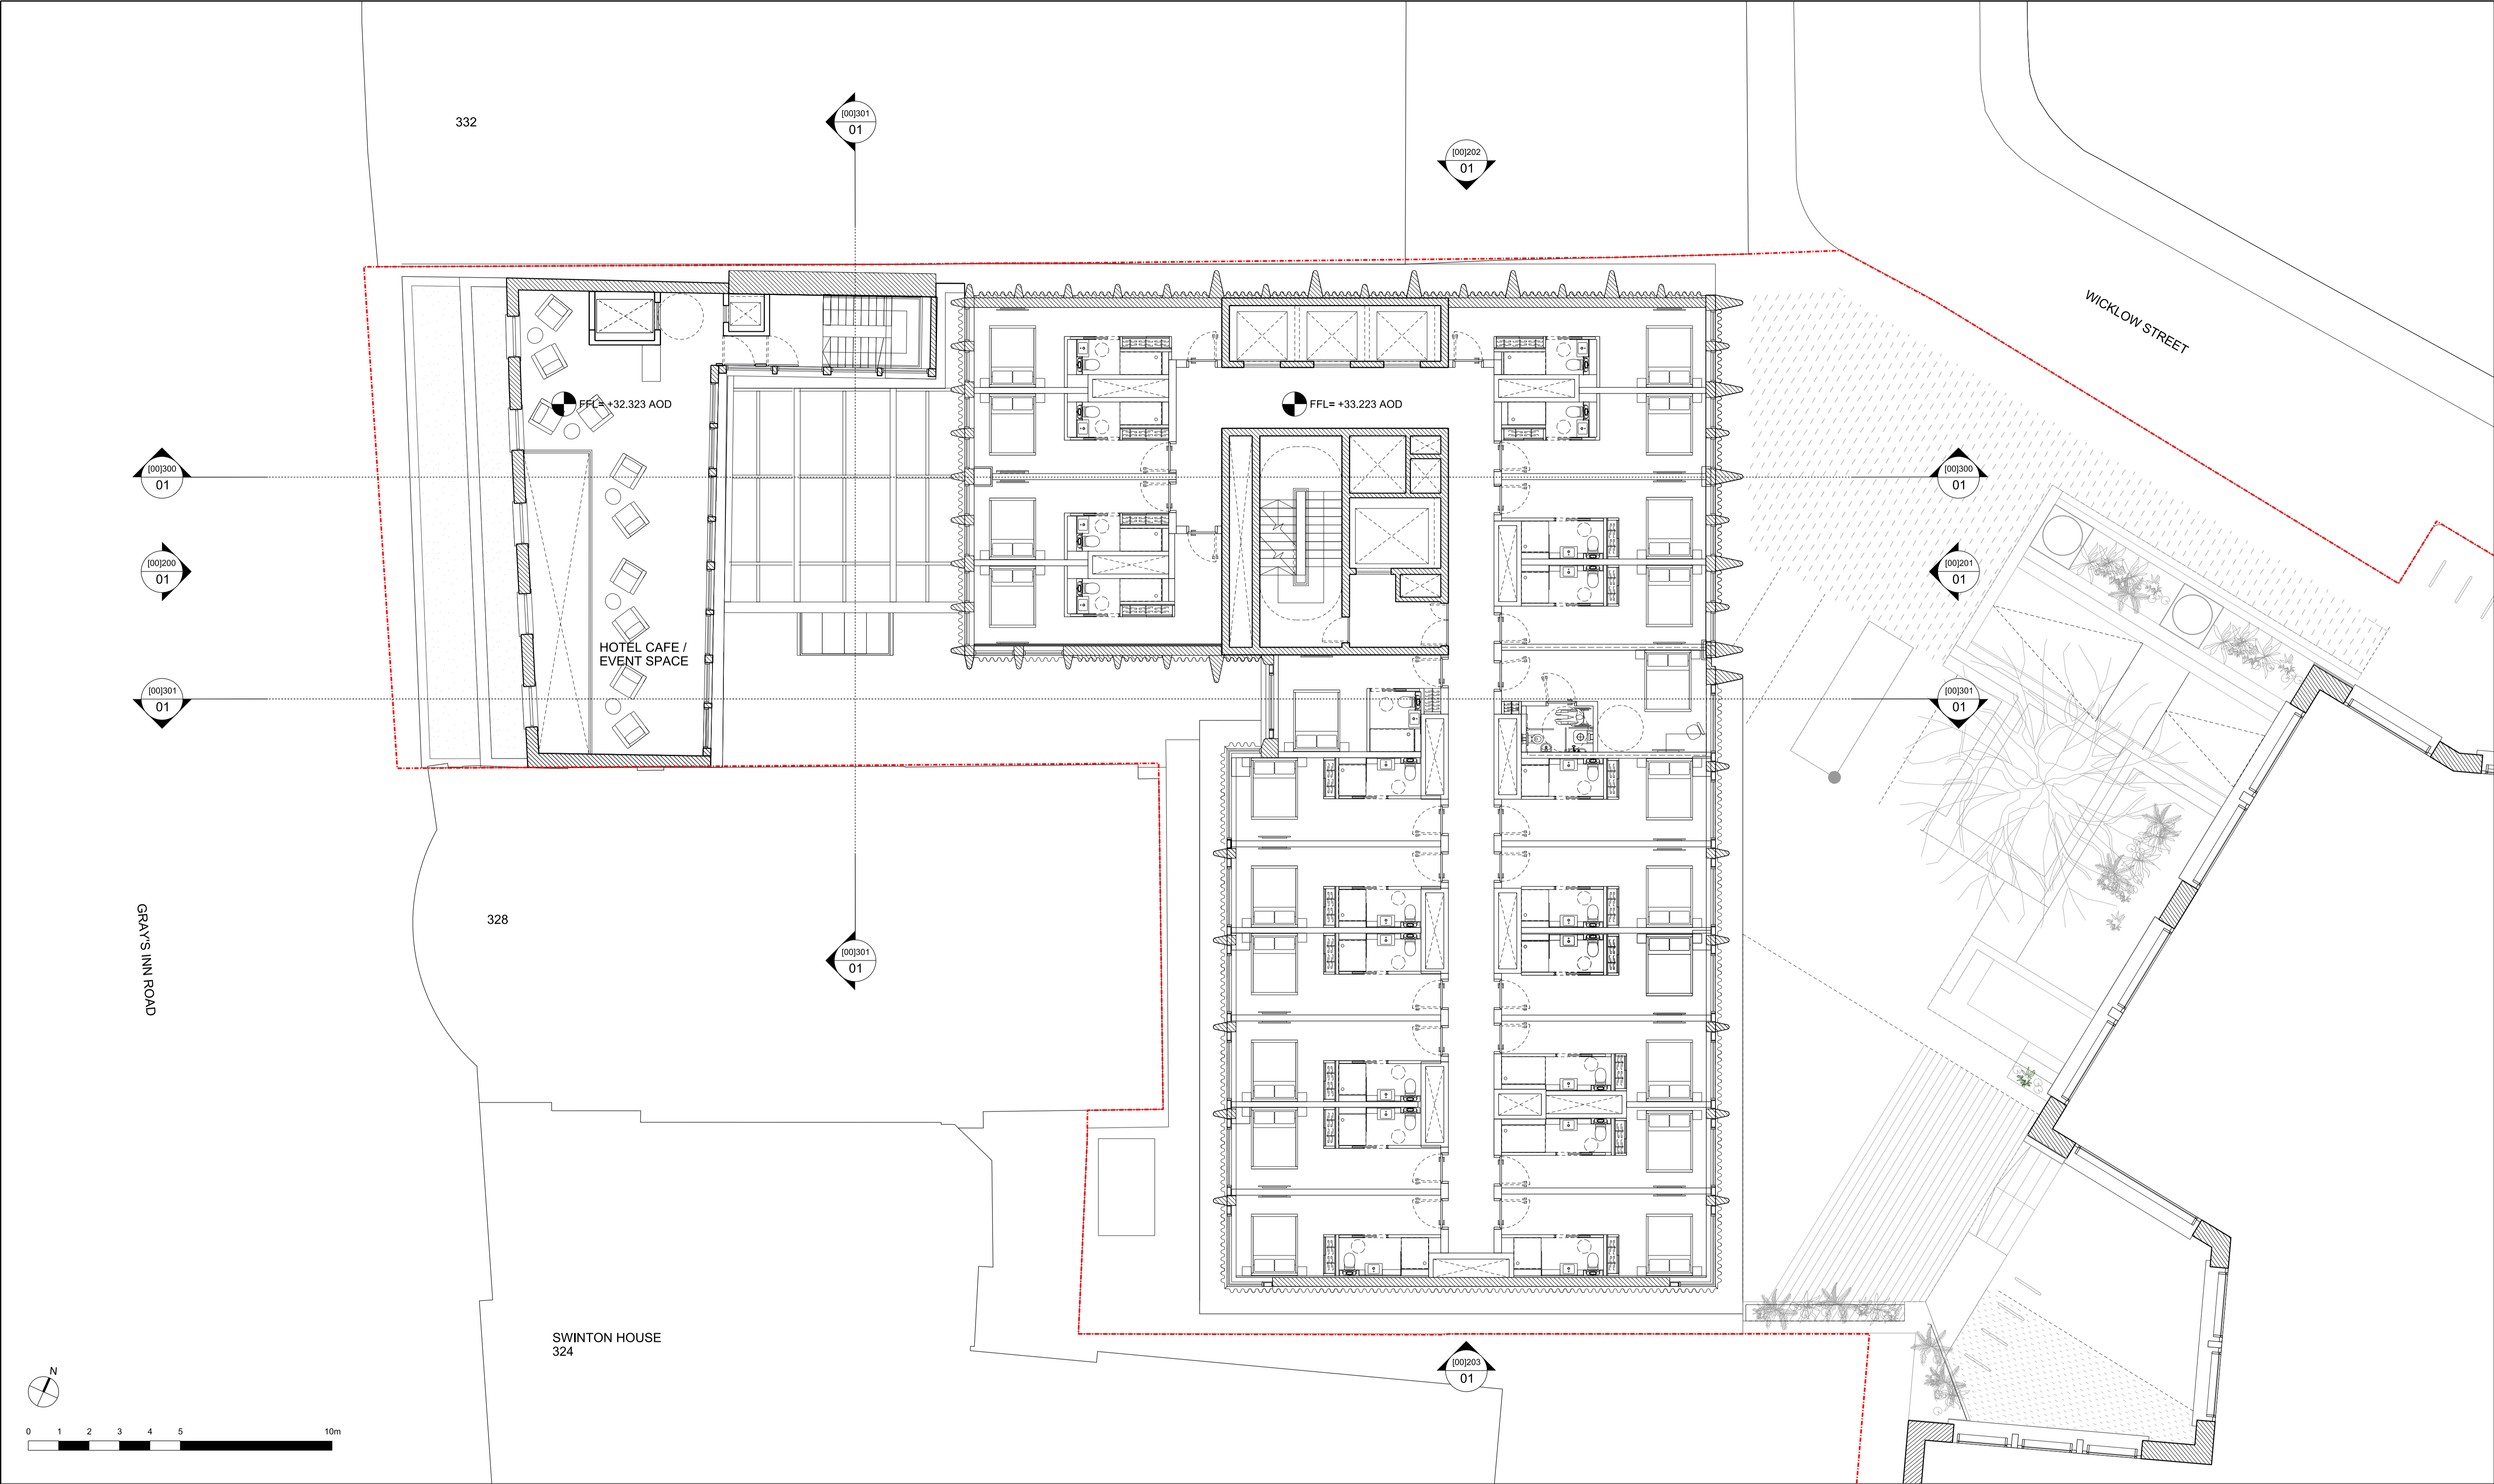 332
[00]301
01
[00]202
01
WICKLOW STREET
FFL= +32.323 AOD
FFL= +33.223 AOD
[00]300
01
[00]300
01
[00]200
01
[00]201
01
HOTEL CAFE /
EVENT SPACE
[00]301
01
[00]301
01
GRAY'S INN ROAD
328
[00]301
01
SWINTON HOUSE
324
[00]203
01
N
0 1 2 3 4 5 10m